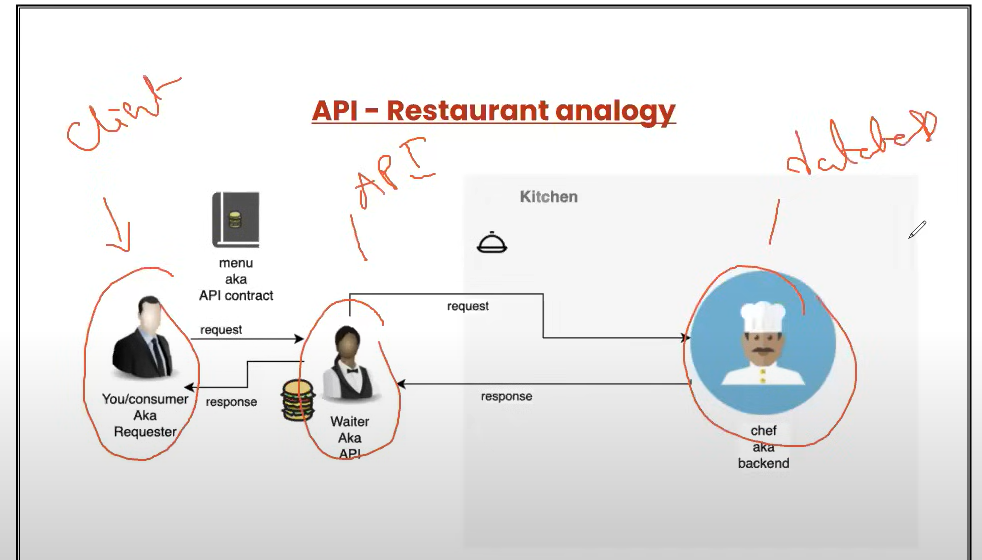 API - Restaurant analogy
client
API
Kitchen
menu
aka
API contract
request
request
response
response
You/consumer
Aka
Requester
Waiter
Aka
API
chef
aka
backend